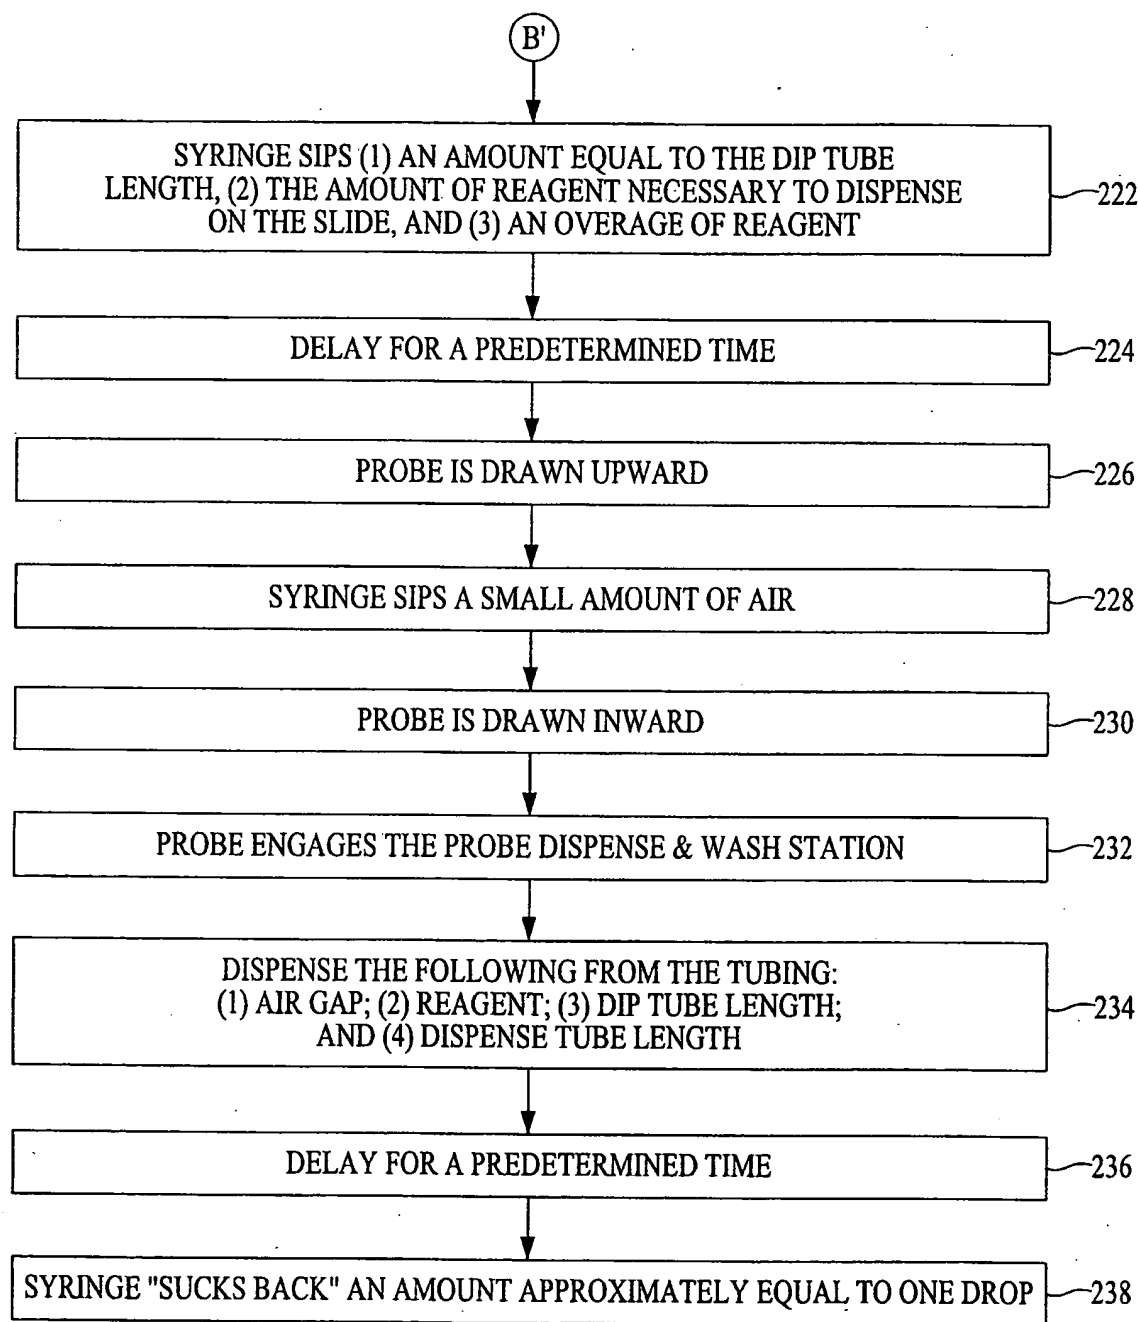 B'
SYRINGE SIPS (1) AN AMOUNT EQUAL TO THE DIP TUBE
LENGTH, (2) THE AMOUNT OF REAGENT NECESSARY TO DISPENSE
ON THE SLIDE, AND (3) AN OVERAGE OF REAGENT
222
DELAY FOR A PREDETERMINED TIME
224
PROBE IS DRAWN UPWARD
226
SYRINGE SIPS A SMALL AMOUNT OF AIR
228
PROBE IS DRAWN INWARD
230
PROBE ENGAGES THE PROBE DISPENSE & WASH STATION
232
DISPENSE THE FOLLOWING FROM THE TUBING:
(1) AIR GAP; (2) REAGENT; (3) DIP TUBE LENGTH;
AND (4) DISPENSE TUBE LENGTH
234
DELAY FOR A PREDETERMINED TIME
236
SYRINGE "SUCKS BACK" AN AMOUNT APPROXIMATELY EQUAL TO ONE DROP
238